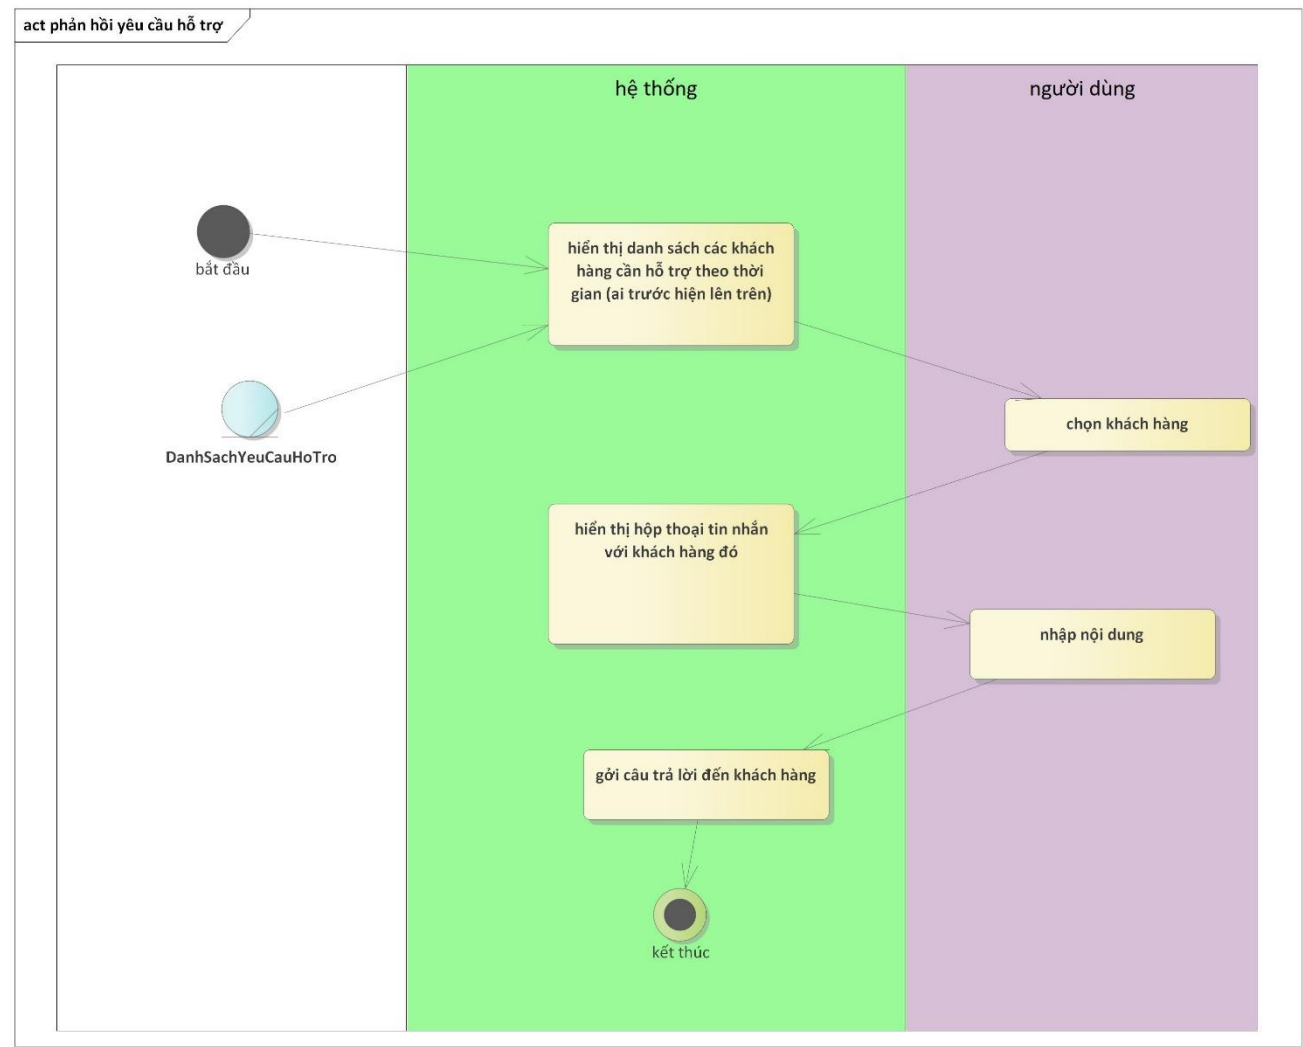 act phản hồi yêu cầu hỗ trợ
hệ thống
người dùng
bắt đầu
hiển thị danh sách các khách
hàng cần hỗ trợ theo thời
gian (ai trước hiện lên trên)
DanhSachYeuCauHoTro
chọn khách hàng
hiển thị hộp thoại tin nhắn
với khách hàng đó
nhập nội dung
gởi câu trả lời đến khách hàng
kết thúc